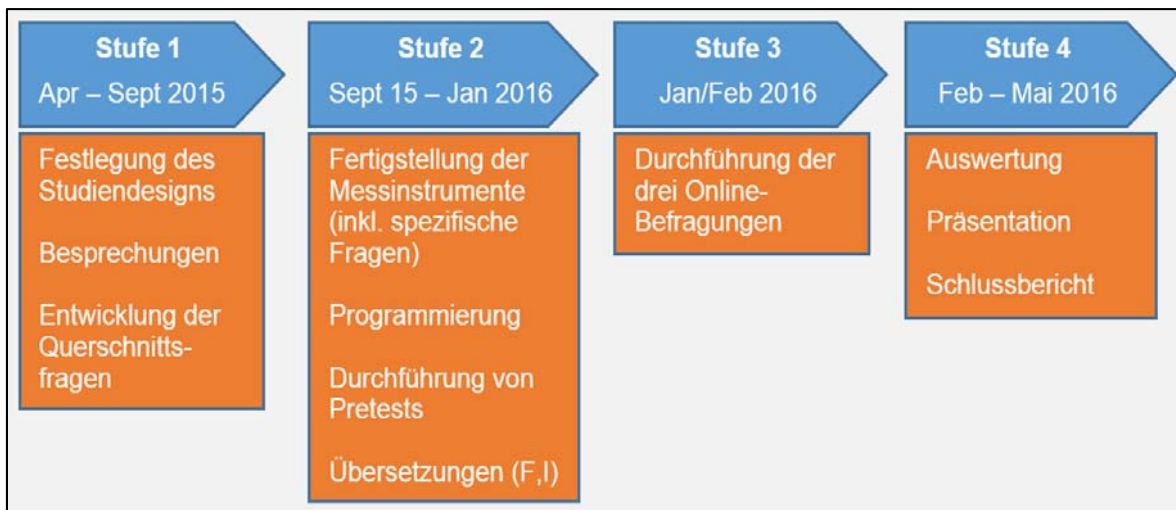 Stufe 1
Apr – Sept 2015
Festlegung des
Studiendesigns
Besprechungen
Entwicklung der
Querschnitts-
fragen
Stufe 2
Sept 15 – Jan 2016
Fertigstellung der
Messinstrumente
(inkl. spezifische
Fragen)
Programmierung
Durchführung von
Pretests
Übersetzungen (F,I)
Stufe 3
Jan/Feb 2016
Durchführung der
drei Online-
Befragungen
Stufe 4
Feb – Mai 2016
Auswertung
Präsentation
Schlussbericht